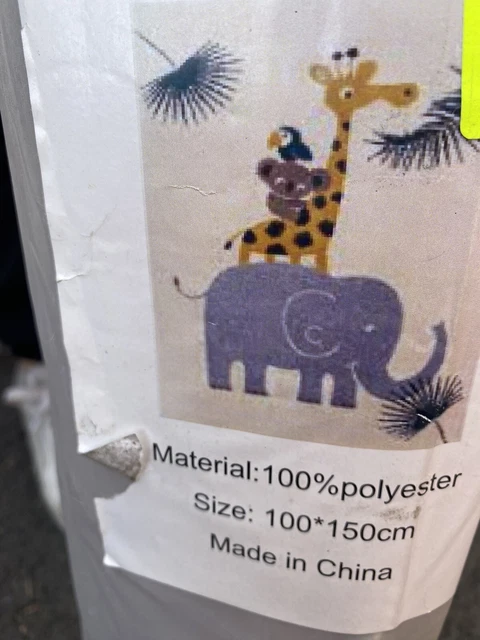 Material:100%polyester
Size: 100*150cm
Made in China